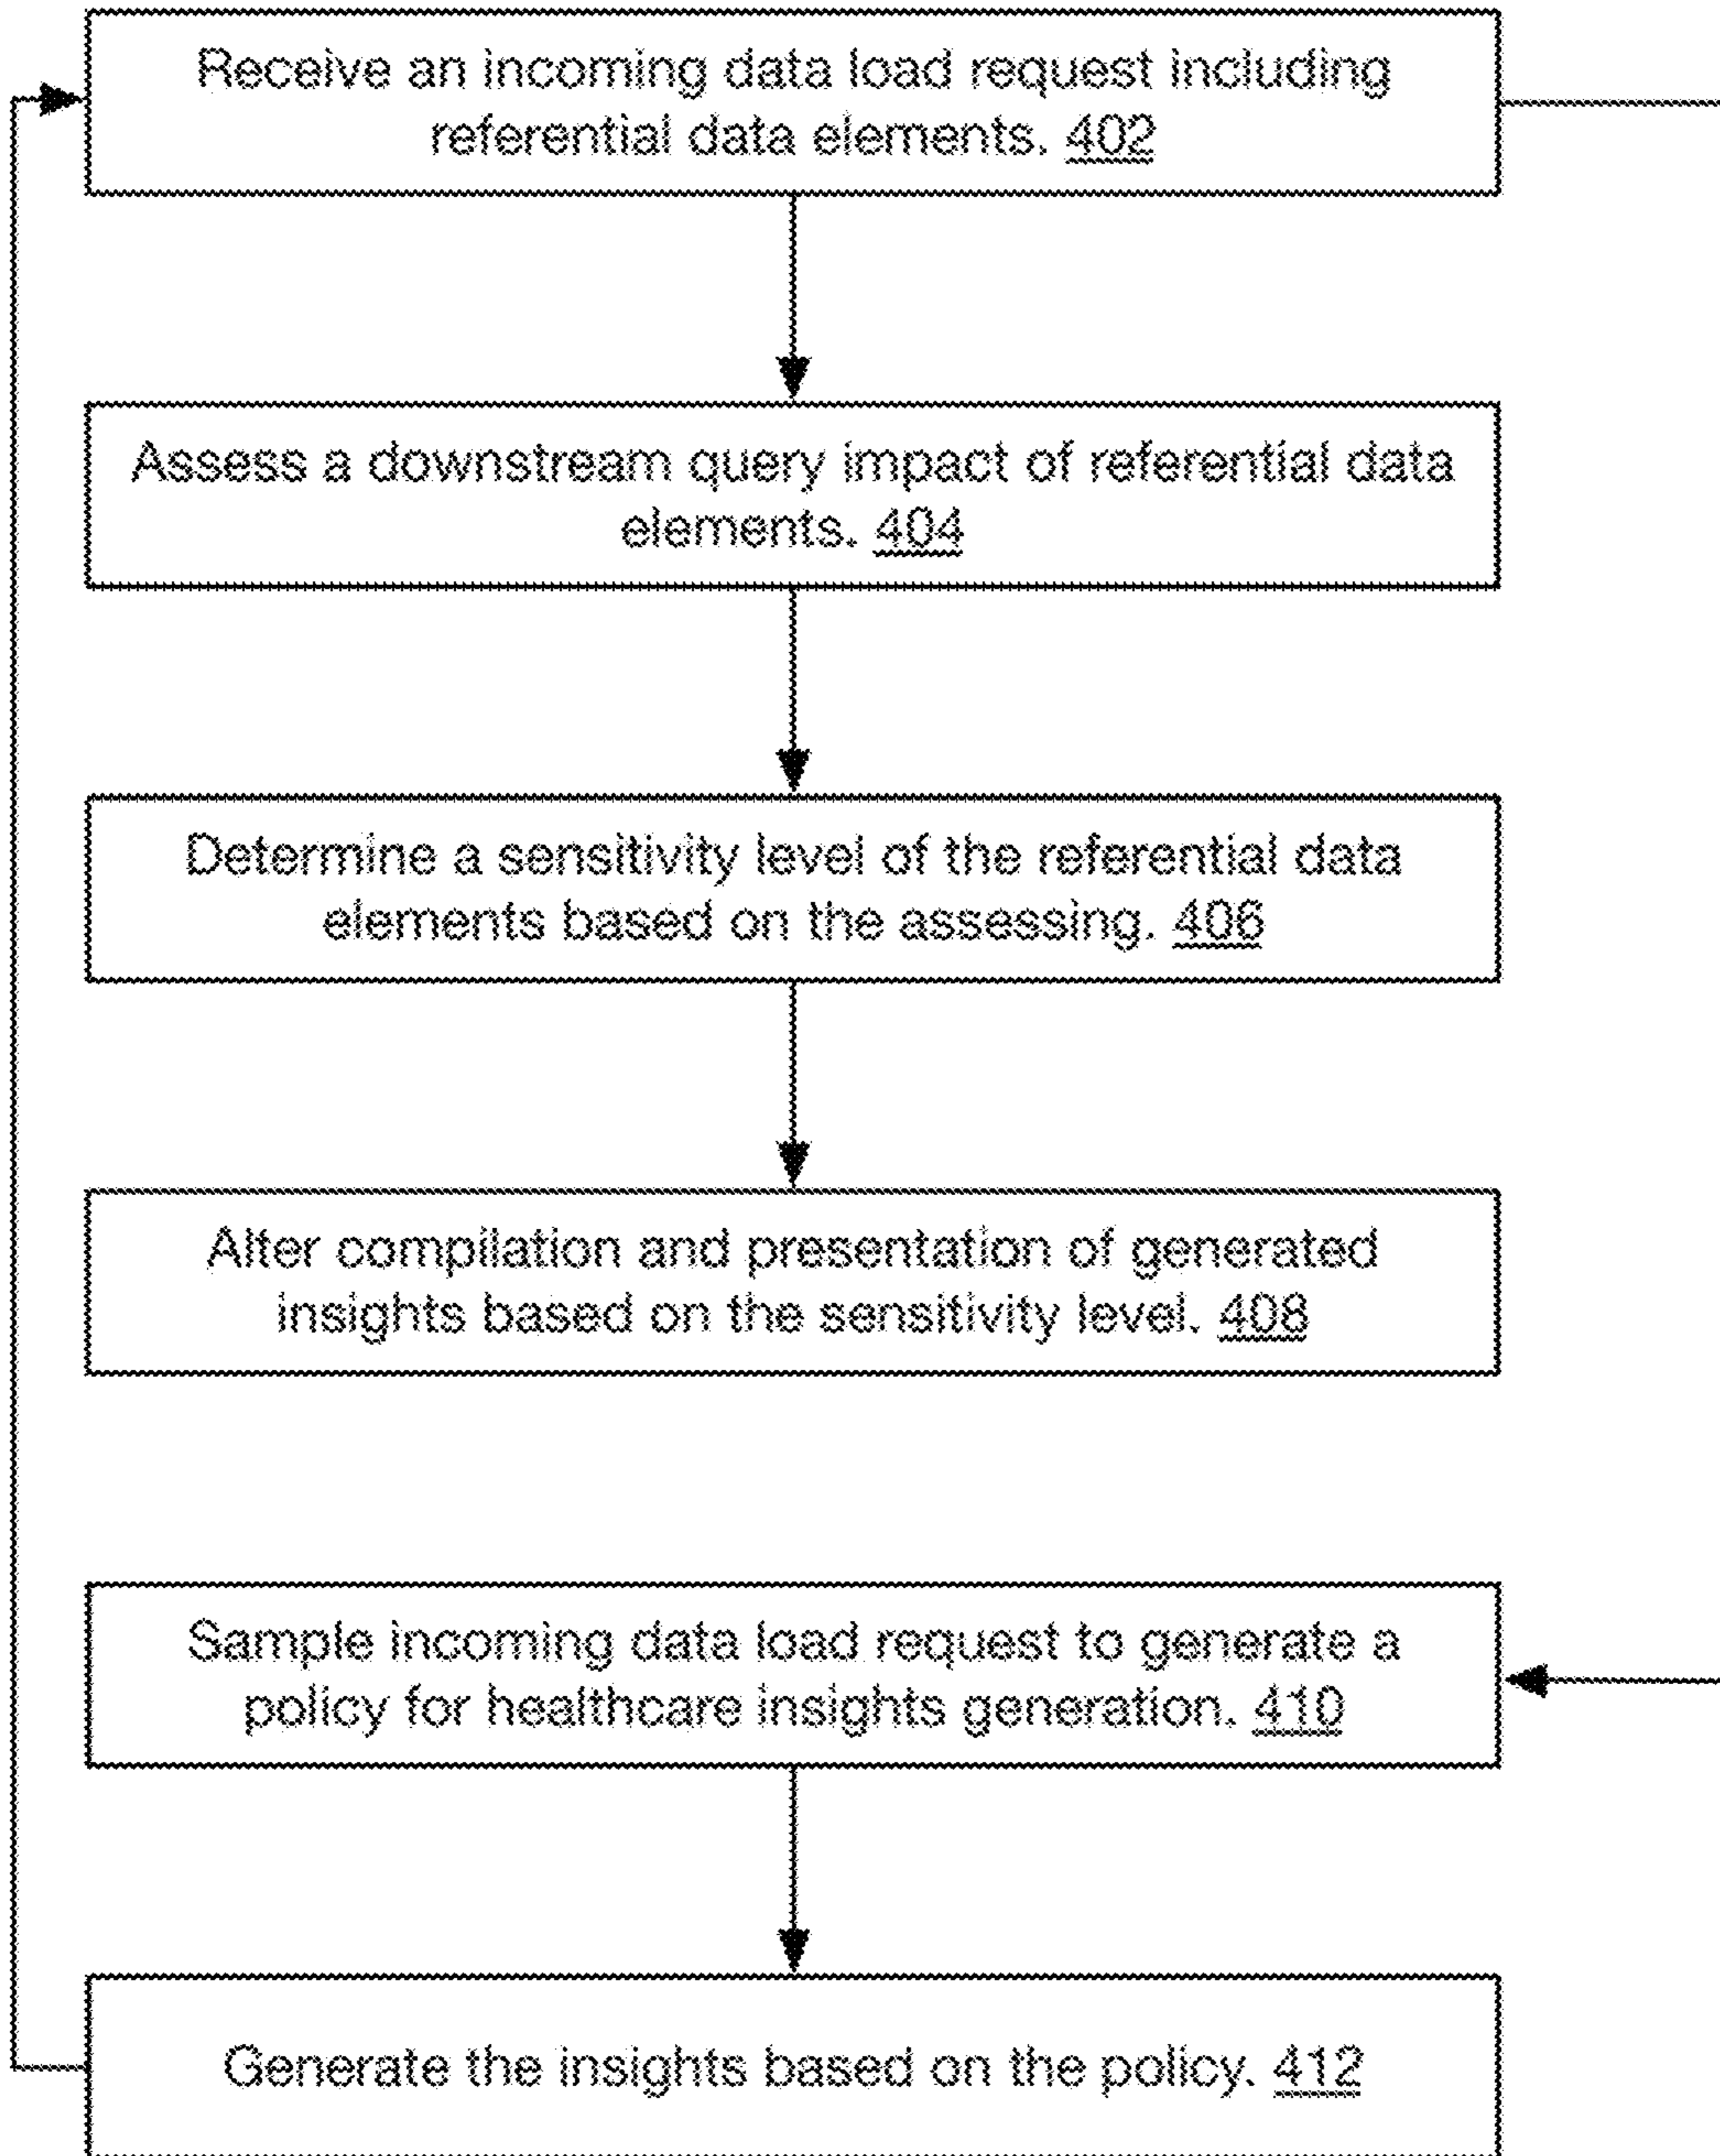 Receive an incoming data load request including
referential data elements. 402
Assess a downstream query impact of referential data
elements. 404
Determine a sensitivity level of the referential data
elements based on the assessing. 406
Alter compilation and presentation of generated
insights based on the sensitivity level. 408
Sample incoming data load request to generate a
policy for healthcare insights generation. 410
Generate the insights based on the policy. 412